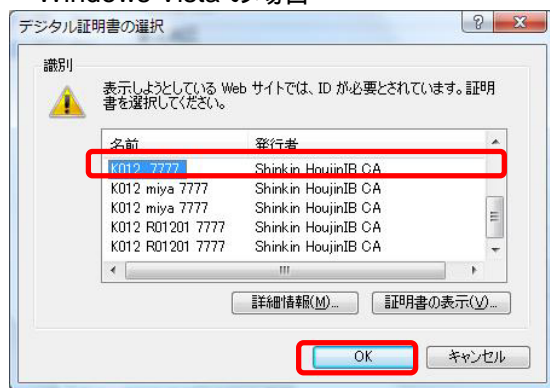 Windows Vista の場合
デジタル証明書の選択
識別
表示しようとしている Web サイトでは、ID が必要とされています。証明
書を選択してください。
名前 発行者
K012 7777 Shinkin HoujinIB CA
K012 miya 7777 Shinkin HoujinIB CA
K012 miya 7777 Shinkin HoujinIB CA
K012 R01201 7777 Shinkin HoujinIB CA
K012 R01201 7777 Shinkin HoujinIB CA
詳細情報(M)... 証明書の表示(V)...
OK キャンセル